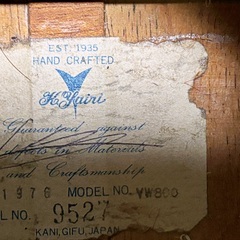 EST. 1935
HAND CRAFTED
K.Yairi
Guaranteed against
defects in Materials
and Craftsmanship
1976 MODEL NO. YW800
L NO. 9527
KANI, GIFU, JAPAN